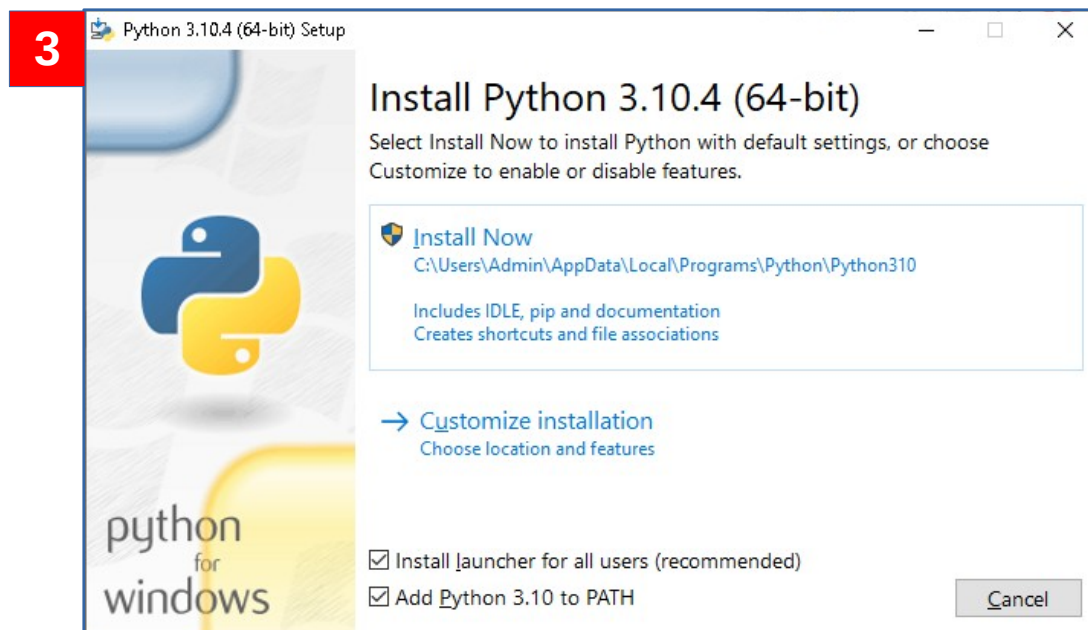 3
Python 3.10.4 (64-bit) Setup
Install Python 3.10.4 (64-bit)
Select Install Now to install Python with default settings, or choose
Customize to enable or disable features.
Install Now
C:\Users\Admin\AppData\Local\Programs\Python\Python310
Includes IDLE, pip and documentation
Creates shortcuts and file associations
Customize installation
Choose location and features
python
for
windows
Install launcher for all users (recommended)
Add Python 3.10 to PATH
Cancel